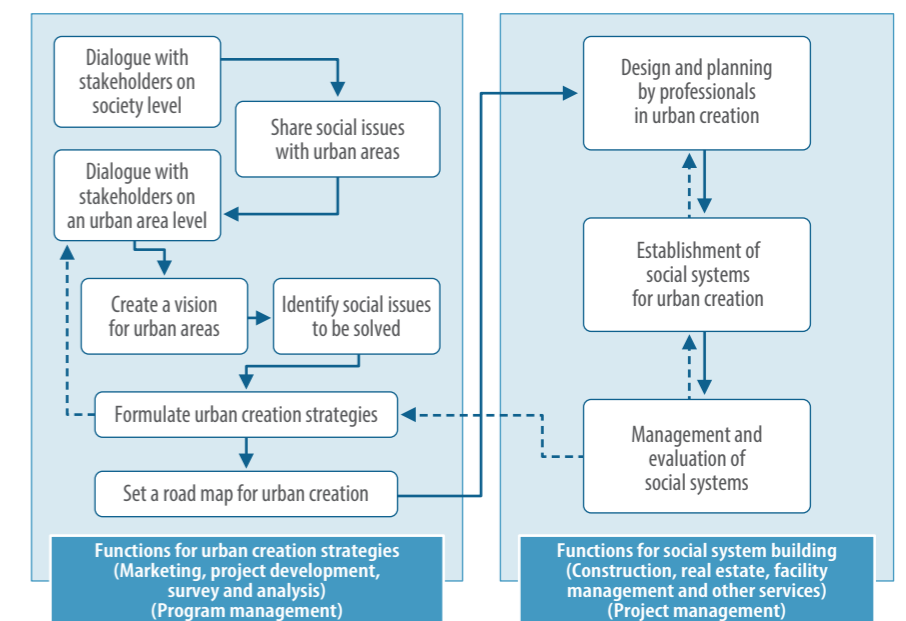 Dialogue with
stakeholders on
society level
Share social issues
with urban areas
Dialogue with
stakeholders on
an urban area level
Create a vision
for urban areas
Identify social issues
to be solved
Formulate urban creation strategies
Set a road map for urban creation
Functions for urban creation strategies
(Marketing, project development,
survey and analysis)
(Program management)
Design and planning
by professionals
in urban creation
Establishment of
social systems
for urban creation
Management and
evaluation of
social systems
Functions for social system building
(Construction, real estate, facility
management and other services)
(Project management)